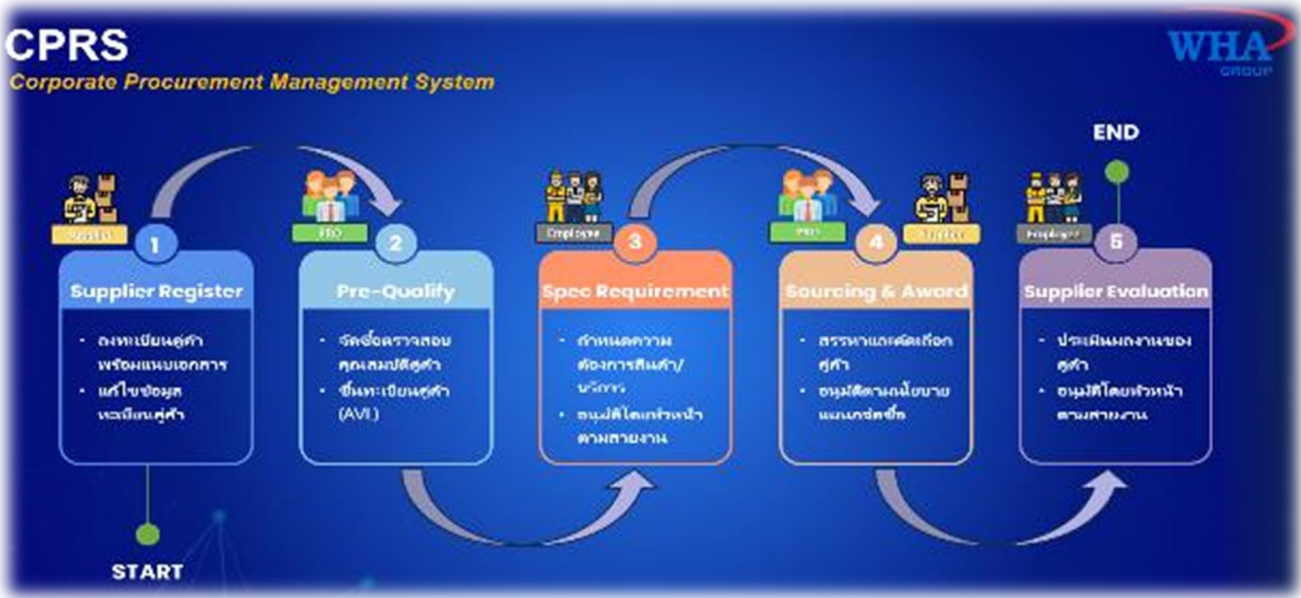 CPRS
Corporate Procurement Management System
WHA
GROUP
END
Supplier
PRO
Employee
PRO
Supplier
Employee
1
2
3
4
5
Supplier Register
• ลงทะเบียนคู่ค้า
พร้อมแนบเอกสาร
• แก้ไขข้อมูล
ทะเบียนคู่ค้า
Pre-Qualify
• จัดซื้อตรวจสอบ
คุณสมบัติคู่ค้า
• ขึ้นทะเบียนคู่ค้า
(AVL)
Spec Requirement
• กำหนดความ
ต้องการสินค้า/
บริการ
• อนุมัติโดยหัวหน้า
ตามสายงาน
Sourcing & Award
• สรรหาและคัดเลือก
คู่ค้า
• อนุมัติตามนโยบาย
แผนกจัดซื้อ
Supplier Evaluation
• ประเมินผลงานของ
คู่ค้า
• อนุมัติโดยหัวหน้า
ตามสายงาน
START